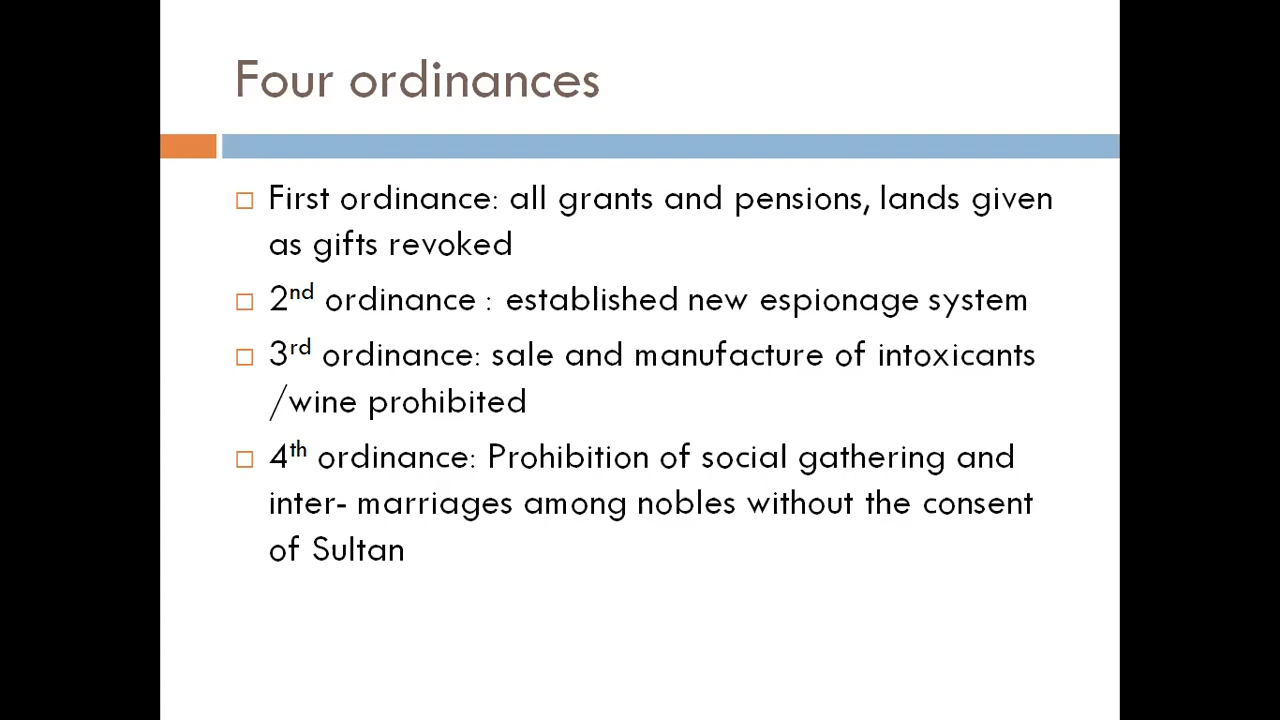 Four ordinances
First ordinance: all grants and pensions, lands given
as gifts revoked
2nd ordinance : established new espionage system
3rd ordinance: sale and manufacture of intoxicants
/wine prohibited
4th ordinance: Prohibition of social gathering and
inter- marriages among nobles without the consent
of Sultan